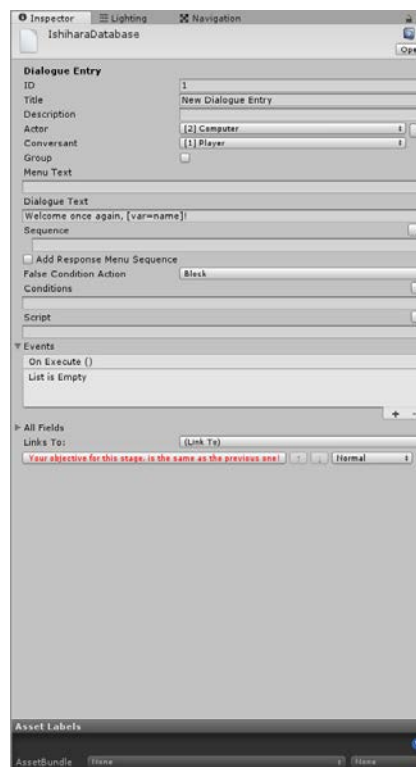 Inspector Lighting Navigation
IshiharaDatabase
Ope
Dialogue Entry
ID 1
Title New Dialogue Entry
Description
Actor [2] Computer
Conversant [1] Player
Group
Menu Text
Dialogue Text
Welcome once again, [var=name]!
Sequence
Add Response Menu Sequence
False Condition Action Block
Conditions
Script
Events
On Execute ()
List is Empty
+ -
All Fields
Links To: (Link To)
Your objective for this stage, is the same as the previous one! ↑ ↓ Normal
Asset Labels
AssetBundle None None